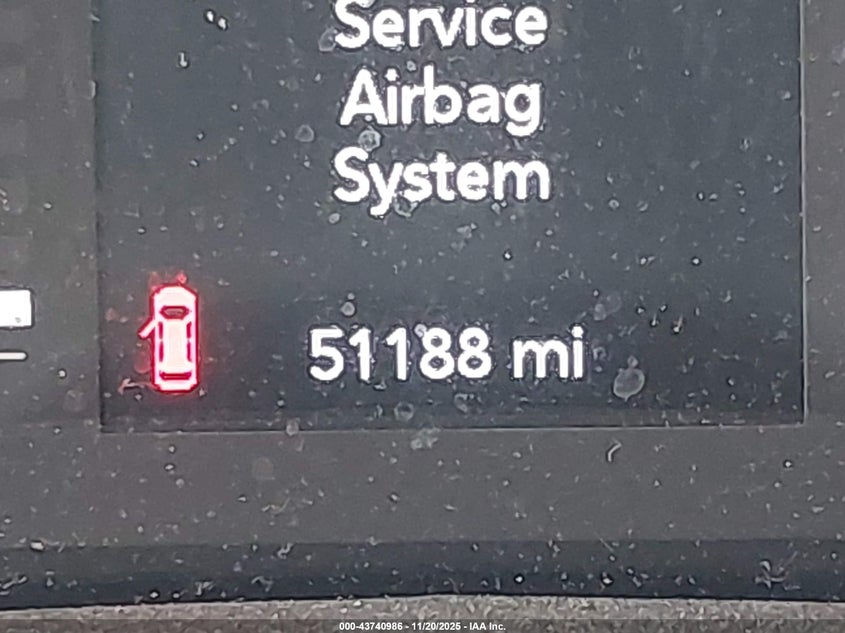 Service
Airbag
System
51188 mi
000-43740986 - 11/20/2025 - IAA Inc.